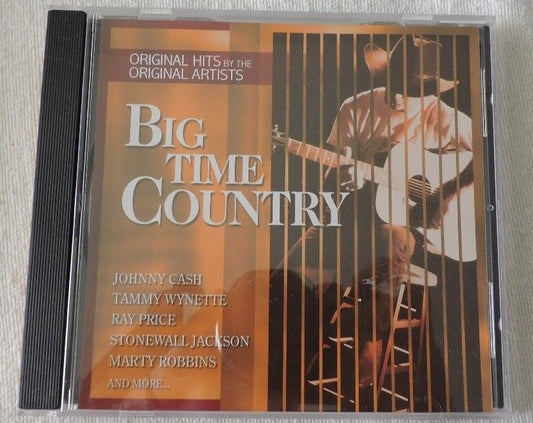 ORIGINAL HITS BY THE
ORIGINAL ARTISTS
BIG
TIME
COUNTRY
JOHNNY CASH
TAMMY WYNETTE
RAY PRICE
STONEWALL JACKSON
MARTY ROBBINS
AND MORE...